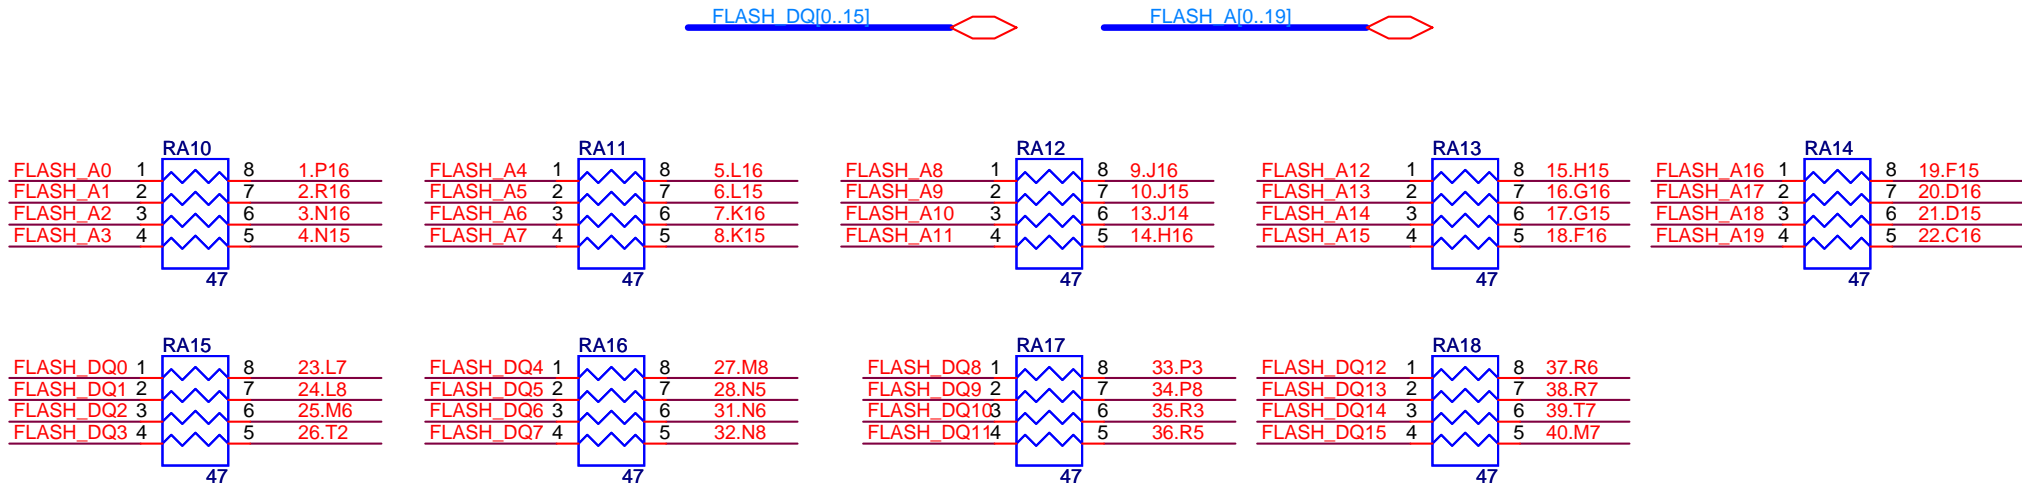 FLASH_DQ[0..15] FLASH_A[0..19]
RA10 RA11 RA12 RA13 RA14
FLASH_A0 1 8 1.P16 FLASH_A4 1 8 5.L16 FLASH_A8 1 8 9.J16 FLASH_A12 1 8 15.H15 FLASH_A16 1 8 19.F15
FLASH_A1 2 7 2.R16 FLASH_A5 2 7 6.L15 FLASH_A9 2 7 10.J15 FLASH_A13 2 7 16.G16 FLASH_A17 2 7 20.D16
FLASH_A2 3 6 3.N16 FLASH_A6 3 6 7.K16 FLASH_A10 3 6 13.J14 FLASH_A14 3 6 17.G15 FLASH_A18 3 6 21.D15
FLASH_A3 4 5 4.N15 FLASH_A7 4 5 8.K15 FLASH_A11 4 5 14.H16 FLASH_A15 4 5 18.F16 FLASH_A19 4 5 22.C16
47 47 47 47 47
RA15 RA16 RA17 RA18
FLASH_DQ0 1 8 23.L7 FLASH_DQ4 1 8 27.M8 FLASH_DQ8 1 8 33.P3 FLASH_DQ12 1 8 37.R6
FLASH_DQ1 2 7 24.L8 FLASH_DQ5 2 7 28.N5 FLASH_DQ9 2 7 34.P8 FLASH_DQ13 2 7 38.R7
FLASH_DQ2 3 6 25.M6 FLASH_DQ6 3 6 31.N6 FLASH_DQ10 3 6 35.R3 FLASH_DQ14 3 6 39.T7
FLASH_DQ3 4 5 26.T2 FLASH_DQ7 4 5 32.N8 FLASH_DQ11 4 5 36.R5 FLASH_DQ15 4 5 40.M7
47 47 47 47